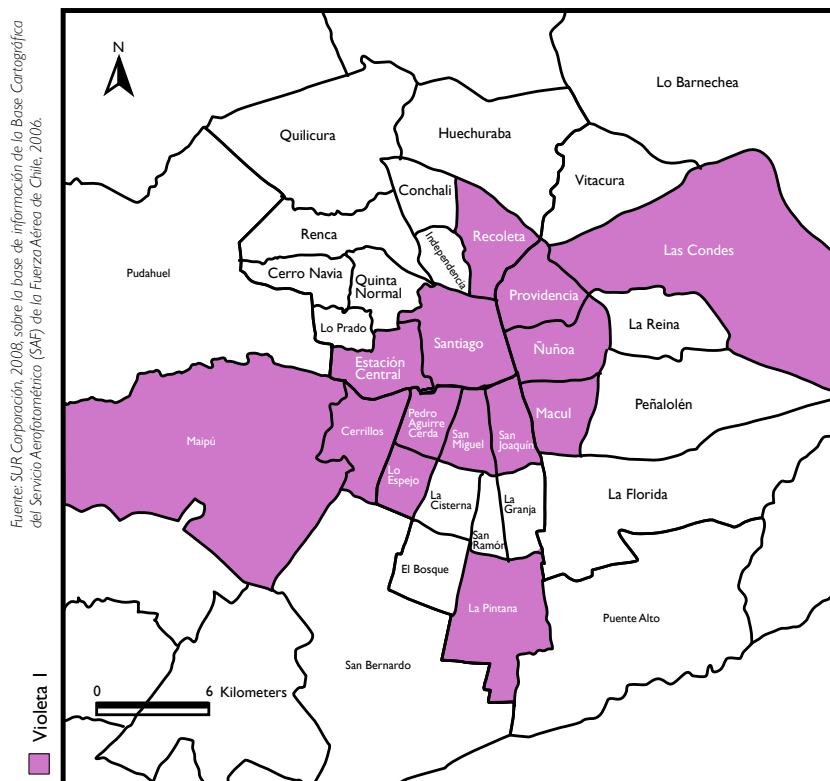 Fuente: SUR Corporación, 2008, sobre la base de información de la Base Cartográfica
del Servicio Aerofotométrico (SAF) de la Fuerza Aérea de Chile, 2006.
N
Lo Barnechea
Quilicura
Huechuraba
Vitacura
Conchali
Recoleta
Las Condes
Renca
Independencia
Pudahuel
Cerro Navia
Quinta
Normal
Providencia
Lo Prado
La Reina
Santiago
Ñuñoa
Estación
Central
Peñalolén
Maipú
Cerrillos
Pedro
Aguirre
Cerda
San
Miguel
San
Joaquín
Macul
Lo
Espejo
La
Cisterna
La
Granja
La Florida
San
Ramón
El Bosque
La Pintana
Puente Alto
San Bernardo
0 6 Kilometers
Violeta I